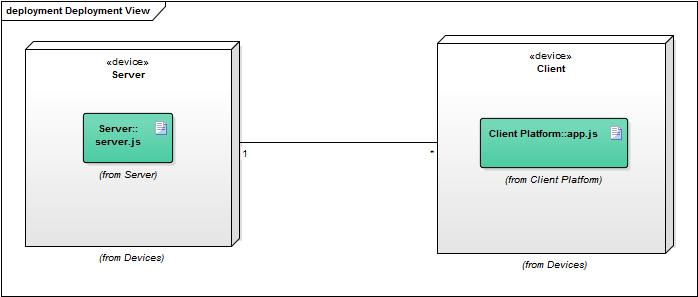 deployment Deployment View
«device»
Server
Server::
server.js
(from Server)
(from Devices)
1
*
«device»
Client
Client Platform::app.js
(from Client Platform)
(from Devices)